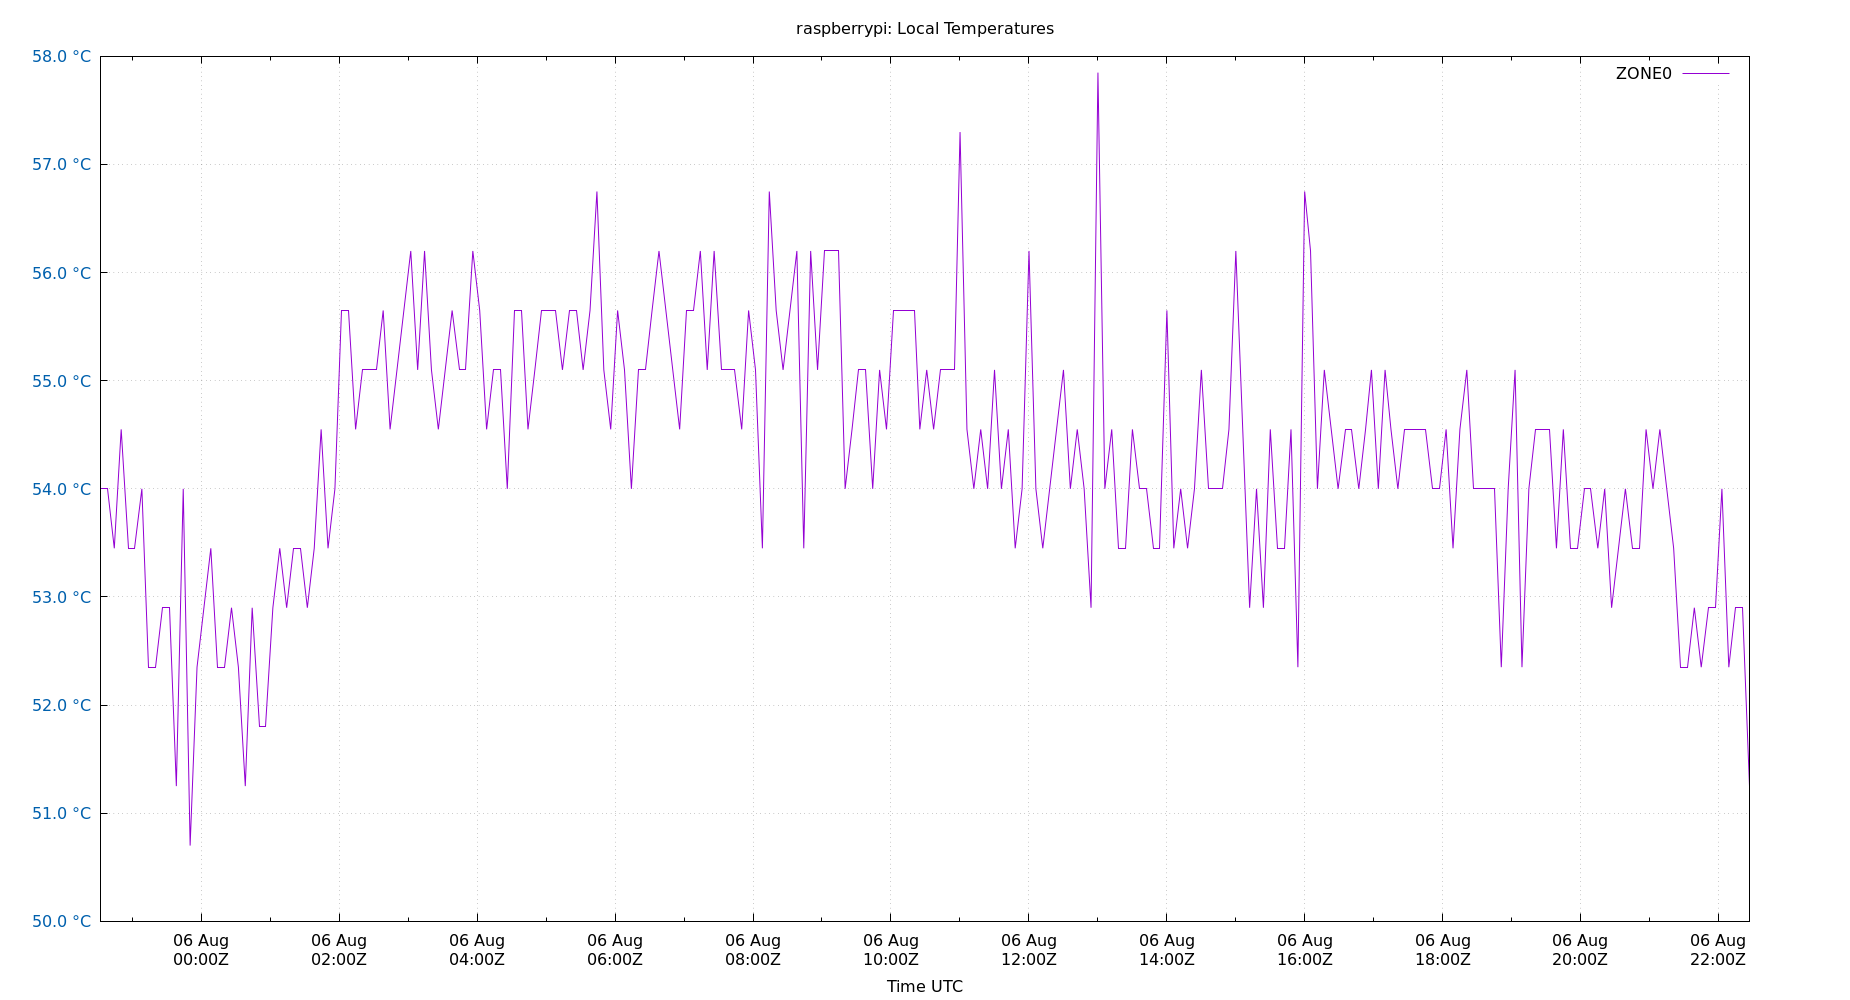 raspberrypi: Local Temperatures
58.0 °C
ZONE0
57.0 °C
56.0 °C
55.0 °C
54.0 °C
53.0 °C
52.0 °C
51.0 °C
50.0 °C
06 Aug 06 Aug 06 Aug 06 Aug 06 Aug 06 Aug 06 Aug 06 Aug 06 Aug 06 Aug 06 Aug 06 Aug
00:00Z 02:00Z 04:00Z 06:00Z 08:00Z 10:00Z 12:00Z 14:00Z 16:00Z 18:00Z 20:00Z 22:00Z
Time UTC